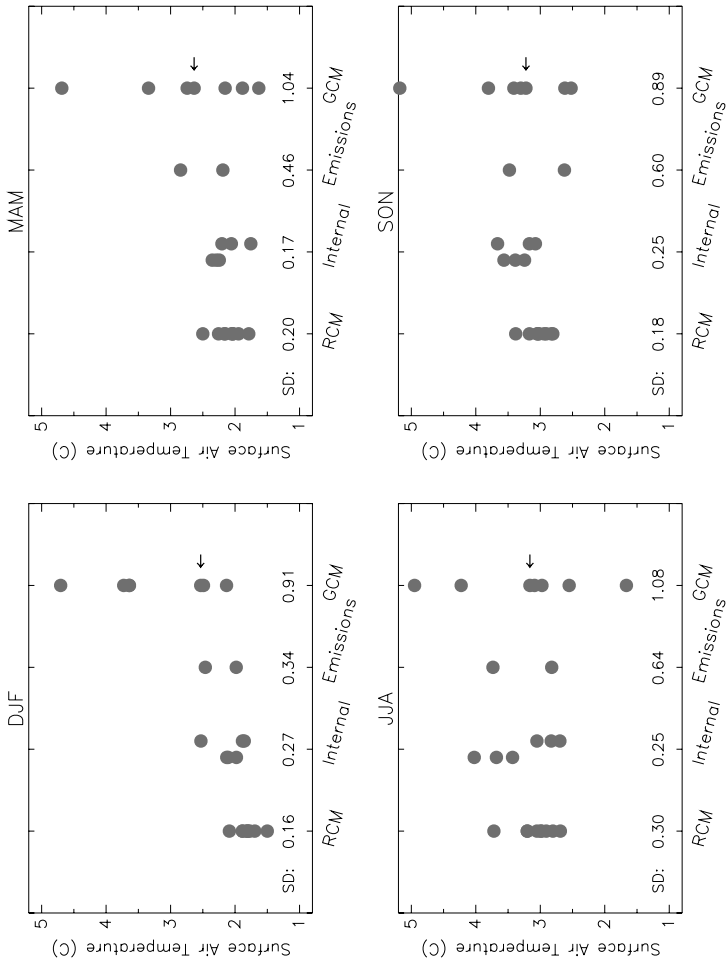 DJF
Surface Air Temperature (C)
5
4
3
2
1
SD: 0.16 0.27 0.34 0.91
RCM Internal Emissions GCM
MAM
Surface Air Temperature (C)
5
4
3
2
1
SD: 0.20 0.17 0.46 1.04
RCM Internal Emissions GCM
JJA
Surface Air Temperature (C)
5
4
3
2
1
SD: 0.30 0.25 0.64 1.08
RCM Internal Emissions GCM
SON
Surface Air Temperature (C)
5
4
3
2
1
SD: 0.18 0.25 0.60 0.89
RCM Internal Emissions GCM